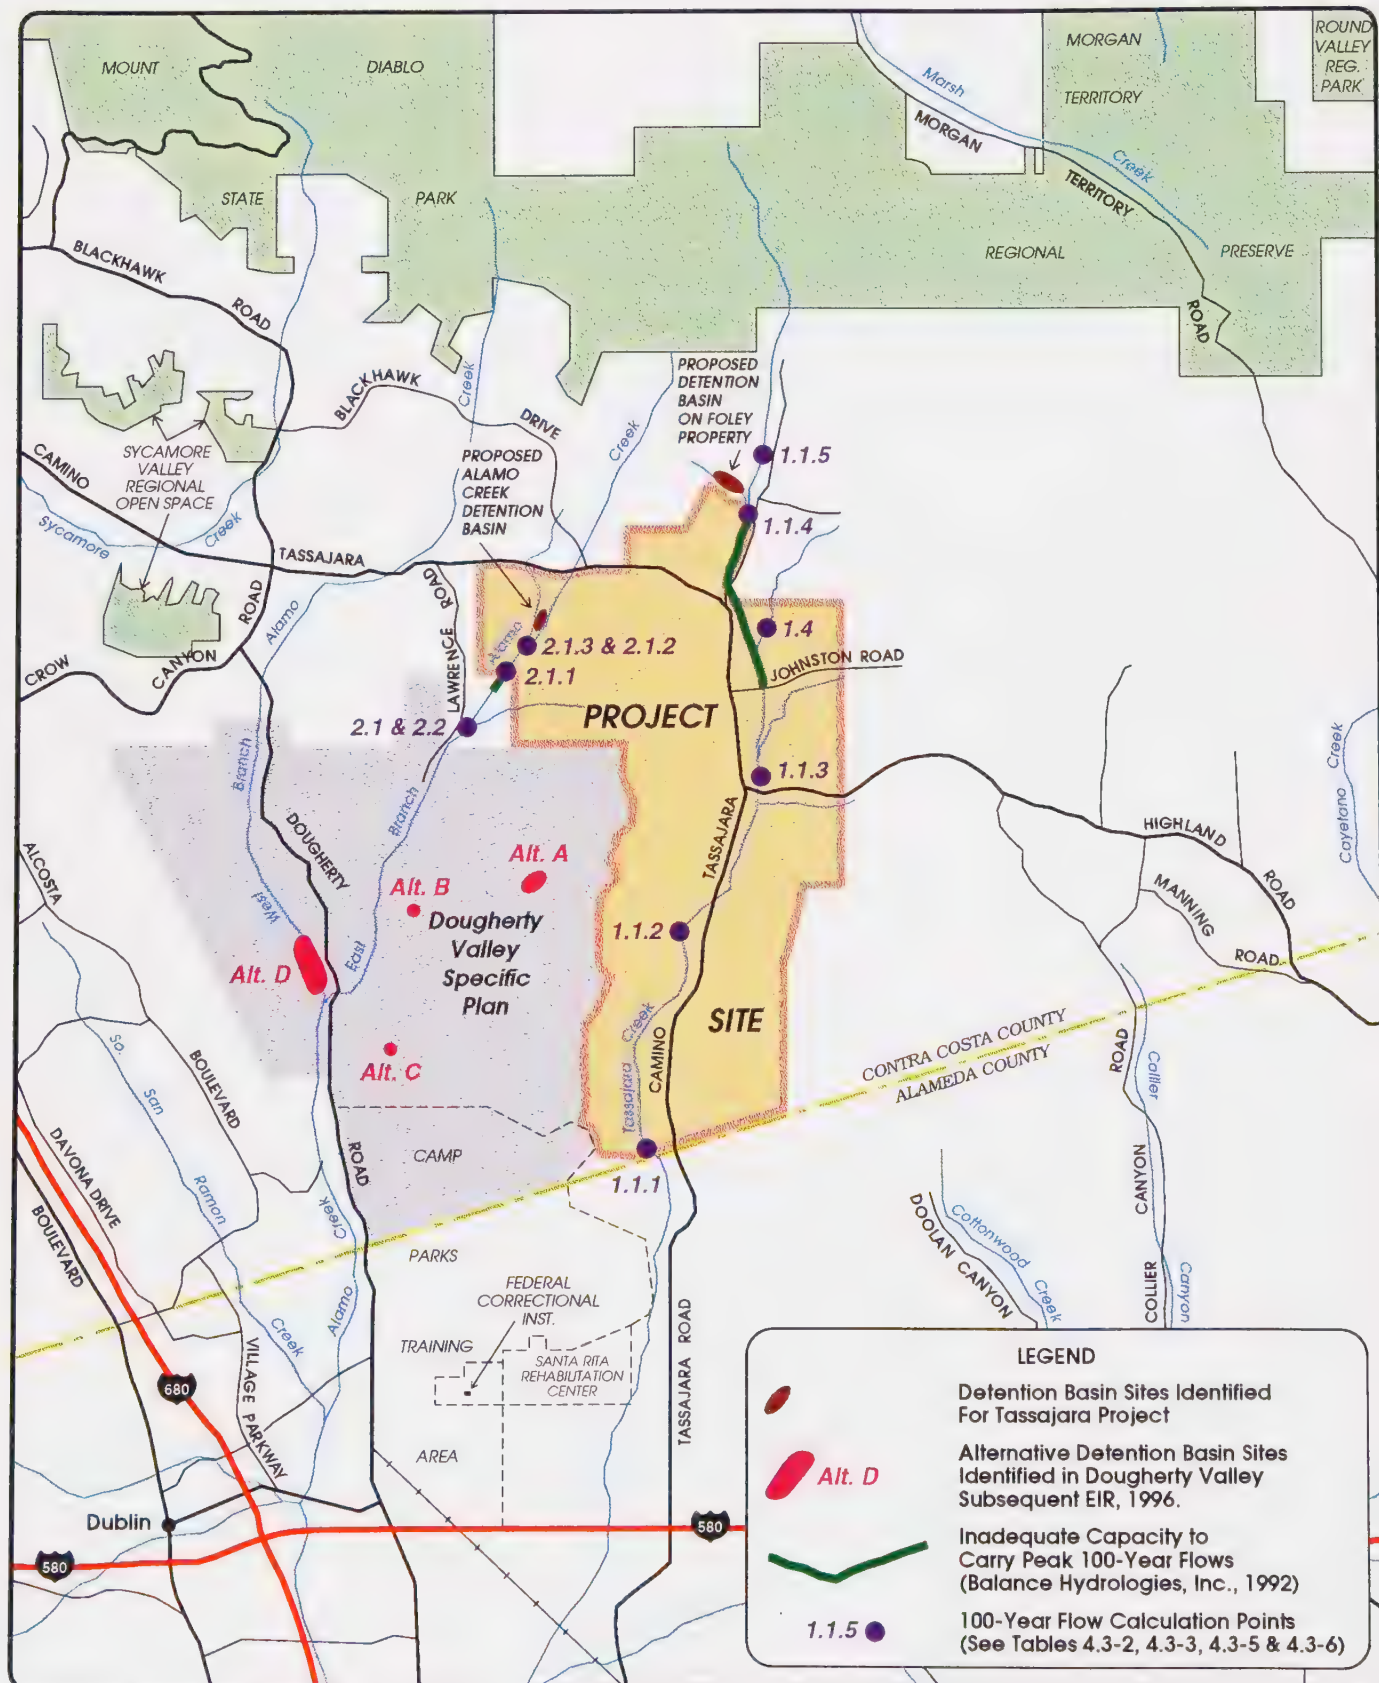 MOUNT
DIABLO
STATE
PARK
MORGAN
TERRITORY
REGIONAL
PRESERVE
ROUND
VALLEY
REG.
PARK
Marsh
Creek
MORGAN
TERRITORY
ROAD
BLACKHAWK
ROAD
BLACKHAWK
DRIVE
Creek
Creek
PROPOSED
DETENTION
BASIN
ON FOLEY
PROPERTY
1.1.5
1.1.4
SYCAMORE
VALLEY
REGIONAL
OPEN SPACE
CAMINO
TASSAJARA
Sycamore
Creek
PROPOSED
ALAMO
CREEK
DETENTION
BASIN
ROAD
CROW
CANYON
Alamo
LAWRENCE ROAD
Alamo
2.1.3 & 2.1.2
2.1.1
2.1 & 2.2
1.4
JOHNSTON ROAD
PROJECT
SITE
1.1.3
1.1.2
1.1.1
TASSAJARA
CAMINO
Tassajara Creek
Branch
West
Branch
East
DOUGHERTY
ROAD
Alt. A
Alt. B
Alt. C
Alt. D
Dougherty
Valley
Specific
Plan
HIGHLAND
ROAD
MANNING
ROAD
Cayetano Creek
CONTRA COSTA COUNTY
ALAMEDA COUNTY
ALCOSTA
BOULEVARD
So.
San
Ramon
Creek
DAVONA DRIVE
BOULEVARD
Creek
Alamo
VILLAGE PARKWAY
CAMP
PARKS
TRAINING
AREA
FEDERAL
CORRECTIONAL
INST.
SANTA RITA
REHABILITATION
CENTER
TASSAJARA ROAD
DOOLAN CANYON
Cottonwood Creek
COLLIER
CANYON
ROAD
Collier
Canyon
680
580
580
Dublin
LEGEND
Detention Basin Sites Identified
For Tassajara Project
Alt. D
Alternative Detention Basin Sites
Identified in Dougherty Valley
Subsequent EIR, 1996.
Inadequate Capacity to
Carry Peak 100-Year Flows
(Balance Hydrologies, Inc., 1992)
1.1.5
100-Year Flow Calculation Points
(See Tables 4.3-2, 4.3-3, 4.3-5 & 4.3-6)